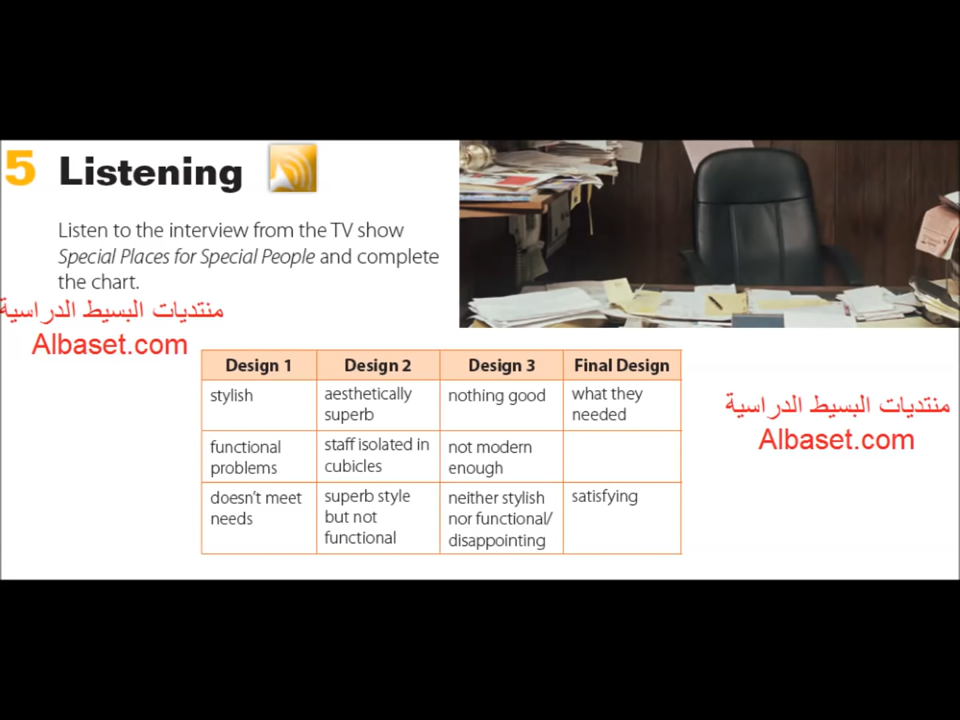 5 Listening
Listen to the interview from the TV show
Special Places for Special People and complete
the chart.
منتديات البسيط الدراسية
Albaset.com
منتديات البسيط الدراسية
Albaset.com
Design 1 Design 2 Design 3 Final Design
stylish
aesthetically
superb
nothing good
what they
needed
functional
problems
staff isolated in
cubicles
not modern
enough
doesn't meet
needs
superb style
but not
functional
neither stylish
nor functional/
disappointing
satisfying